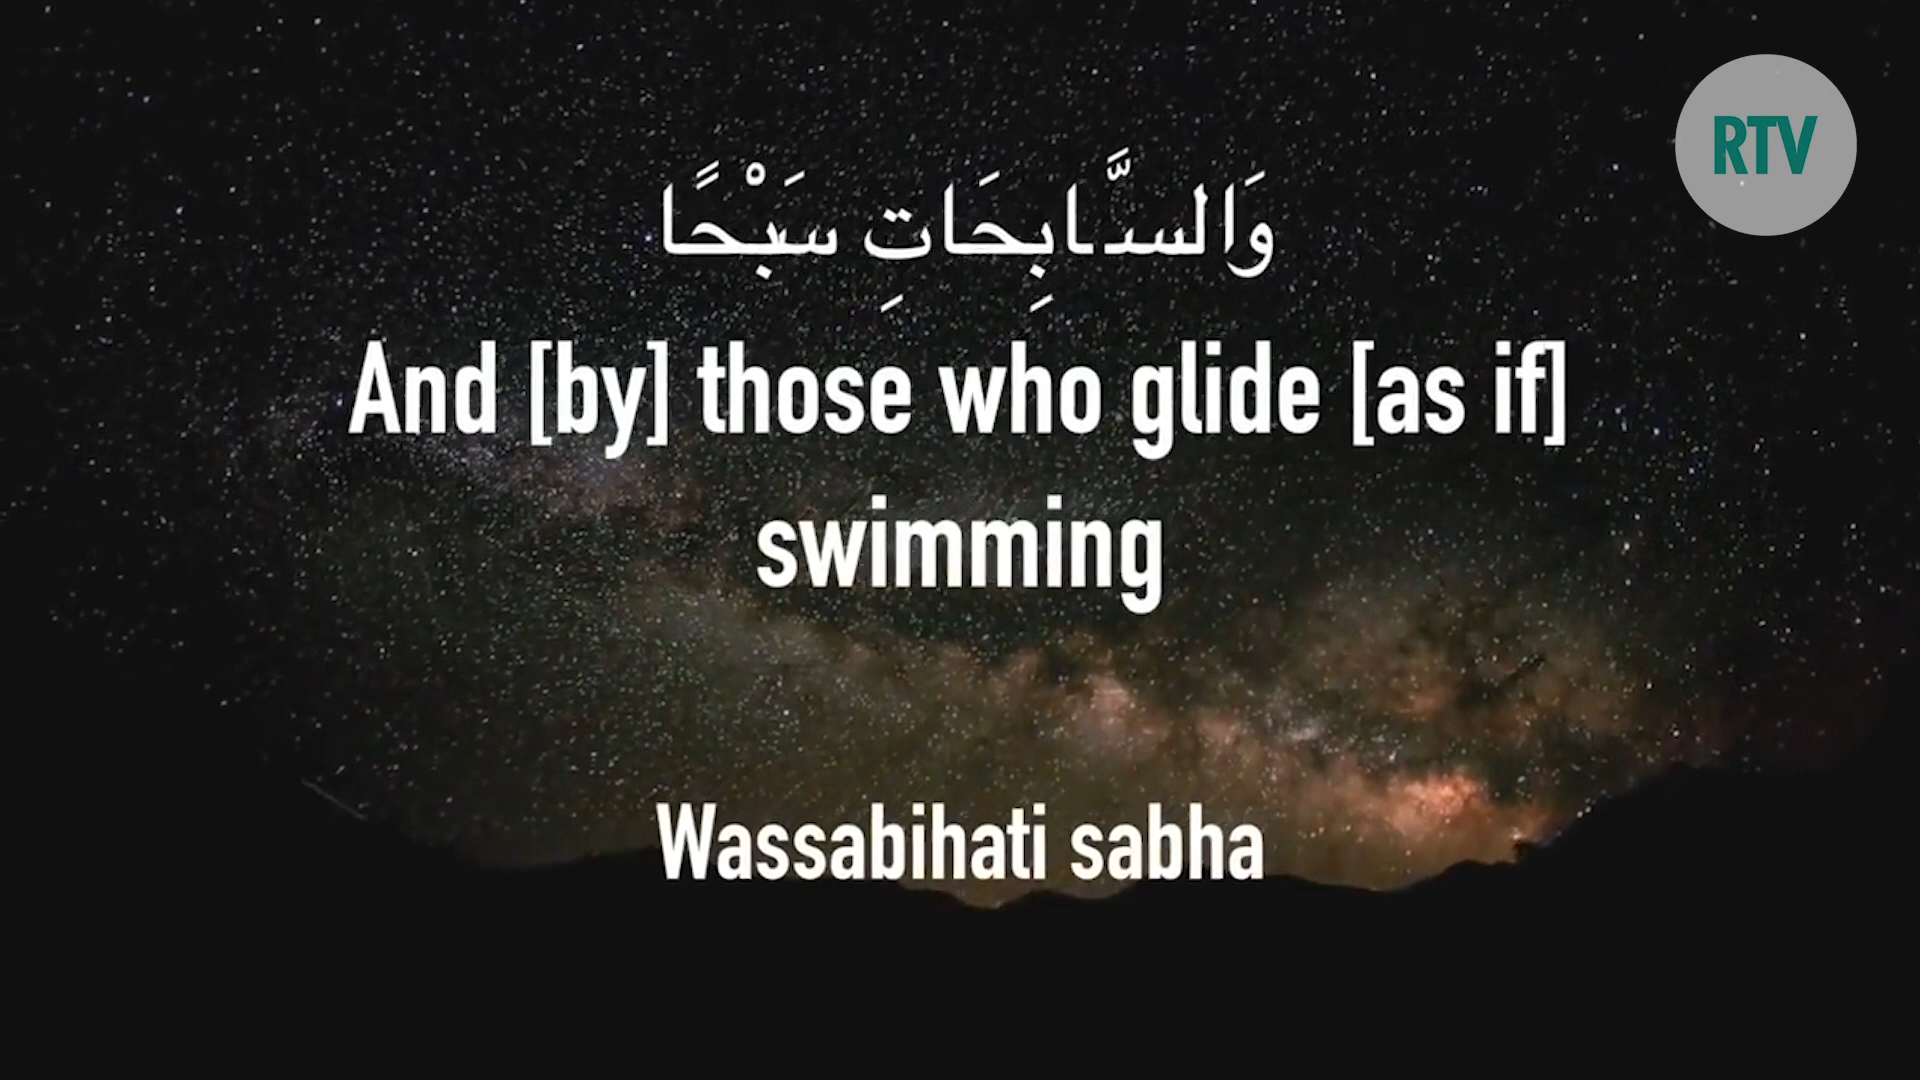 RTV
وَالسَّابِحَاتِ سَبْحًا
And [by] those who glide [as if]
swimming
Wassabihati sabha